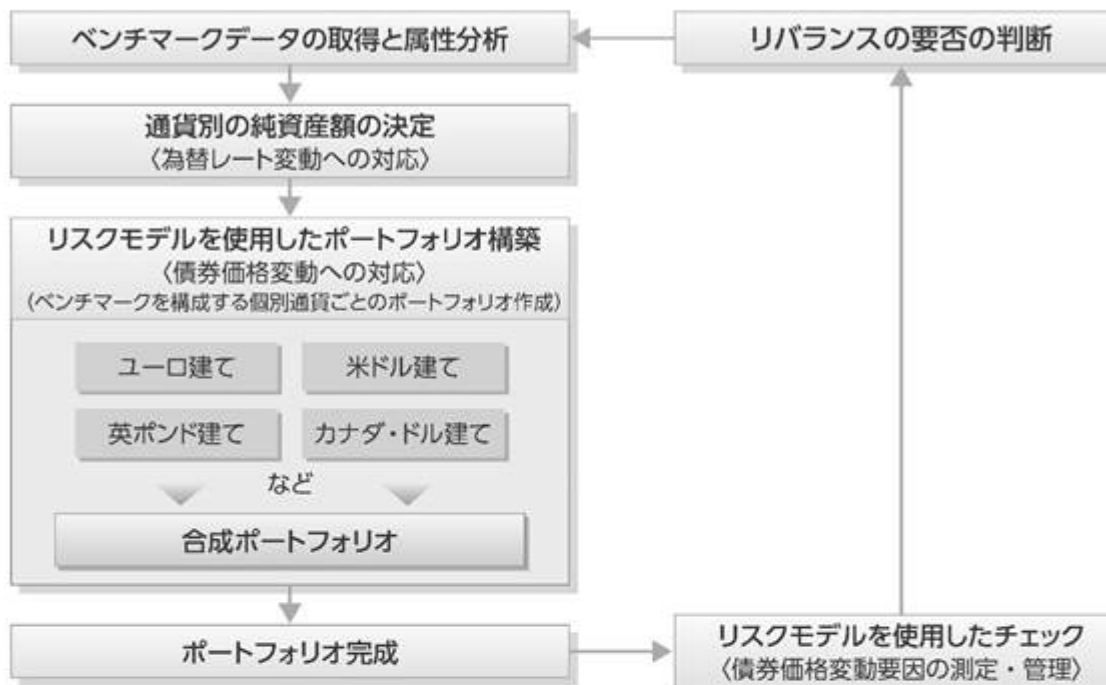 ベンチマークデータの取得と属性分析
リバランスの要否の判断
通貨別の純資産額の決定
〈為替レート変動への対応〉
リスクモデルを使用したポートフォリオ構築
〈債券価格変動への対応〉
(ベンチマークを構成する個別通貨ごとのポートフォリオ作成)
ユーロ建て
米ドル建て
英ポンド建て
カナダ・ドル建て
など
合成ポートフォリオ
ポートフォリオ完成
リスクモデルを使用したチェック
〈債券価格変動要因の測定・管理〉